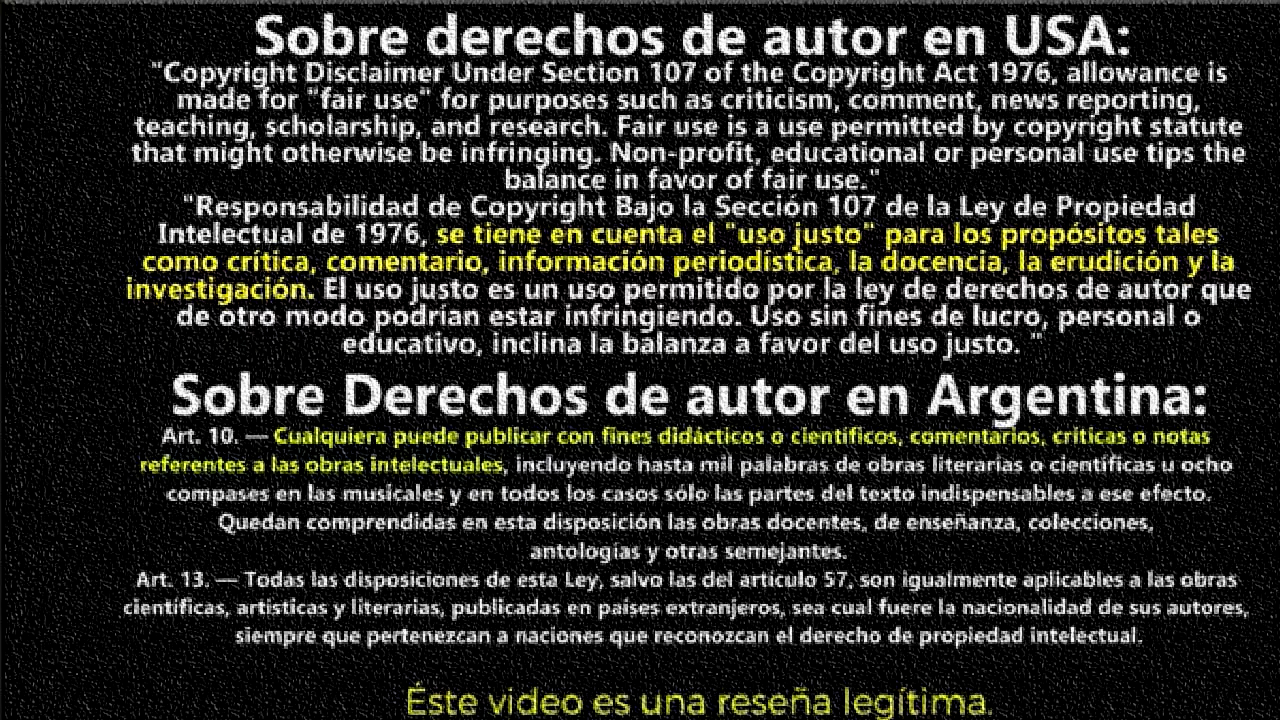 Sobre derechos de autor en USA:
"Copyright Disclaimer Under Section 107 of the Copyright Act 1976, allowance is
made for "fair use" for purposes such as criticism, comment, news reporting,
teaching, scholarship, and research. Fair use is a use permitted by copyright statute
that might otherwise be infringing. Non-profit, educational or personal use tips the
balance in favor of fair use."
"Responsabilidad de Copyright Bajo la Sección 107 de la Ley de Propiedad
Intelectual de 1976, se tiene en cuenta el "uso justo" para los propósitos tales
como crítica, comentario, información periodística, la docencia, la erudición y la
investigación. El uso justo es un uso permitido por la ley de derechos de autor que
de otro modo podrían estar infringiendo. Uso sin fines de lucro, personal o
educativo, inclina la balanza a favor del uso justo. "
Sobre Derechos de autor en Argentina:
Art. 10. — Cualquiera puede publicar con fines didácticos o científicos, comentarios, críticas o notas
referentes a las obras intelectuales, incluyendo hasta mil palabras de obras literarias o científicas u ocho
compases en las musicales y en todos los casos sólo las partes del texto indispensables a ese efecto.
Quedan comprendidas en esta disposición las obras docentes, de enseñanza, colecciones,
antologías y otras semejantes.
Art. 13. — Todas las disposiciones de esta Ley, salvo las del artículo 57, son igualmente aplicables a las obras
científicas, artísticas y literarias, publicadas en países extranjeros, sea cual fuere la nacionalidad de sus autores,
siempre que pertenezcan a naciones que reconozcan el derecho de propiedad intelectual.
Éste video es una reseña legítima.